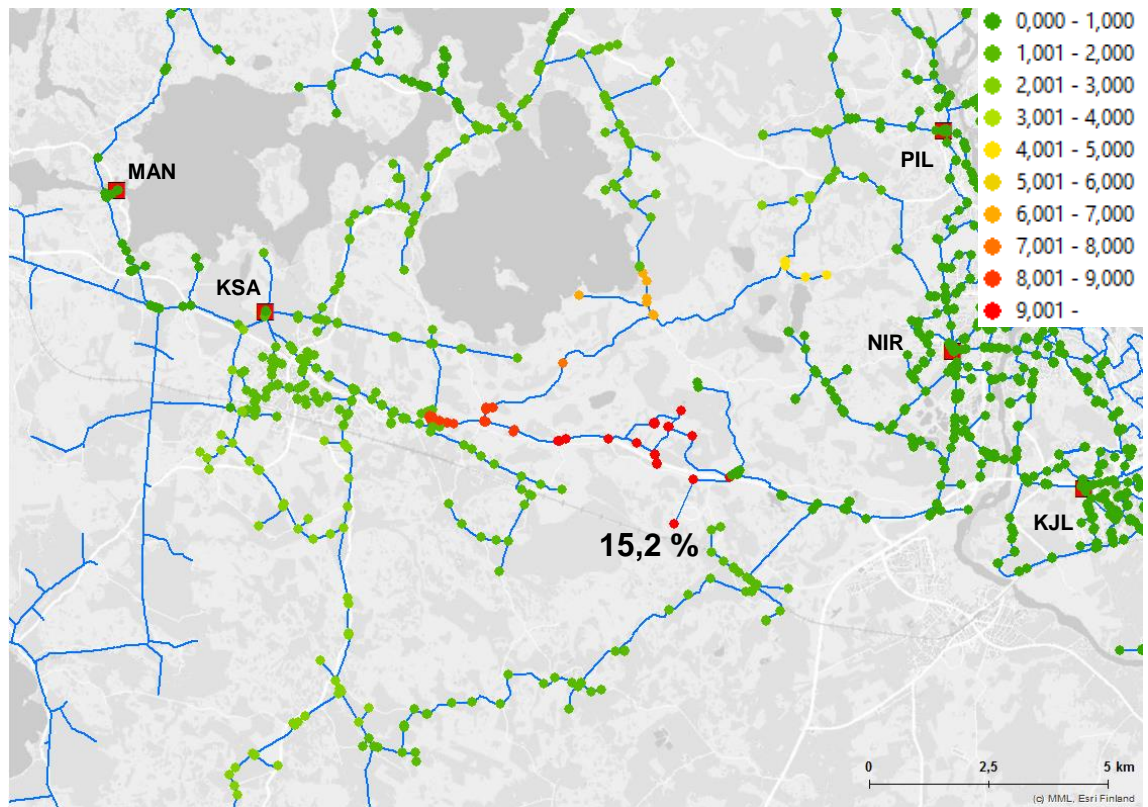 0,000 - 1,000
1,001 - 2,000
2,001 - 3,000
3,001 - 4,000
4,001 - 5,000
5,001 - 6,000
6,001 - 7,000
7,001 - 8,000
8,001 - 9,000
9,001 -
PIL
MAN
KSA
NIR
KJL
15,2 %
0 2,5 5 km
(c) MML, Esri Finland